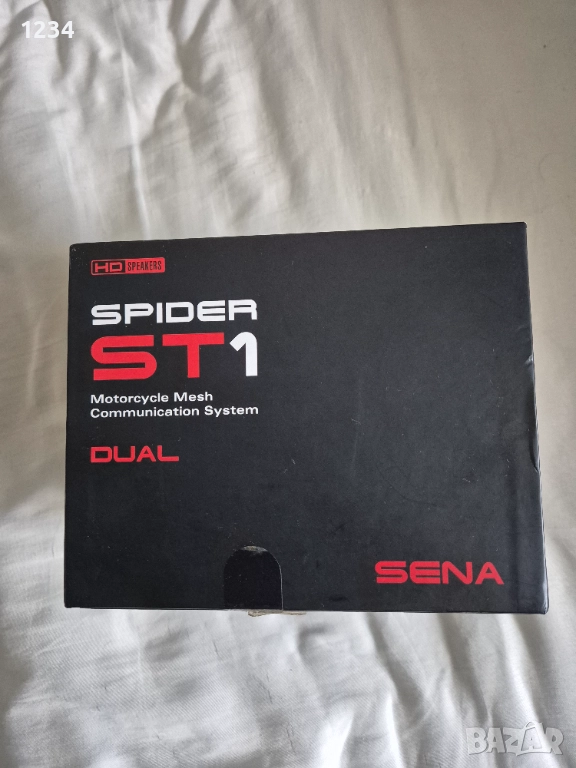 1234
HD SPEAKERS
SPIDER
ST1
Motorcycle Mesh
Communication System
DUAL
SENA
BAZAR